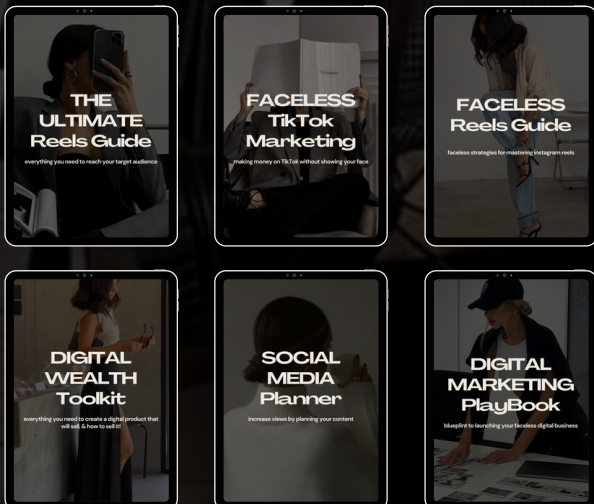 THE
ULTIMATE
Reels Guide
everything you need to reach your target audience
FACELESS
TikTok
Marketing
making money on TikTok without showing your face
FACELESS
Reels Guide
faceless strategies for mastering instagram reels
DIGITAL
WEALTH
Toolkit
everything you need to create a digital product that
will sell, & how to sell it!
SOCIAL
MEDIA
Planner
increase views by planning your content
DIGITAL
MARKETING
PlayBook
blueplint to launching your faceless digital business